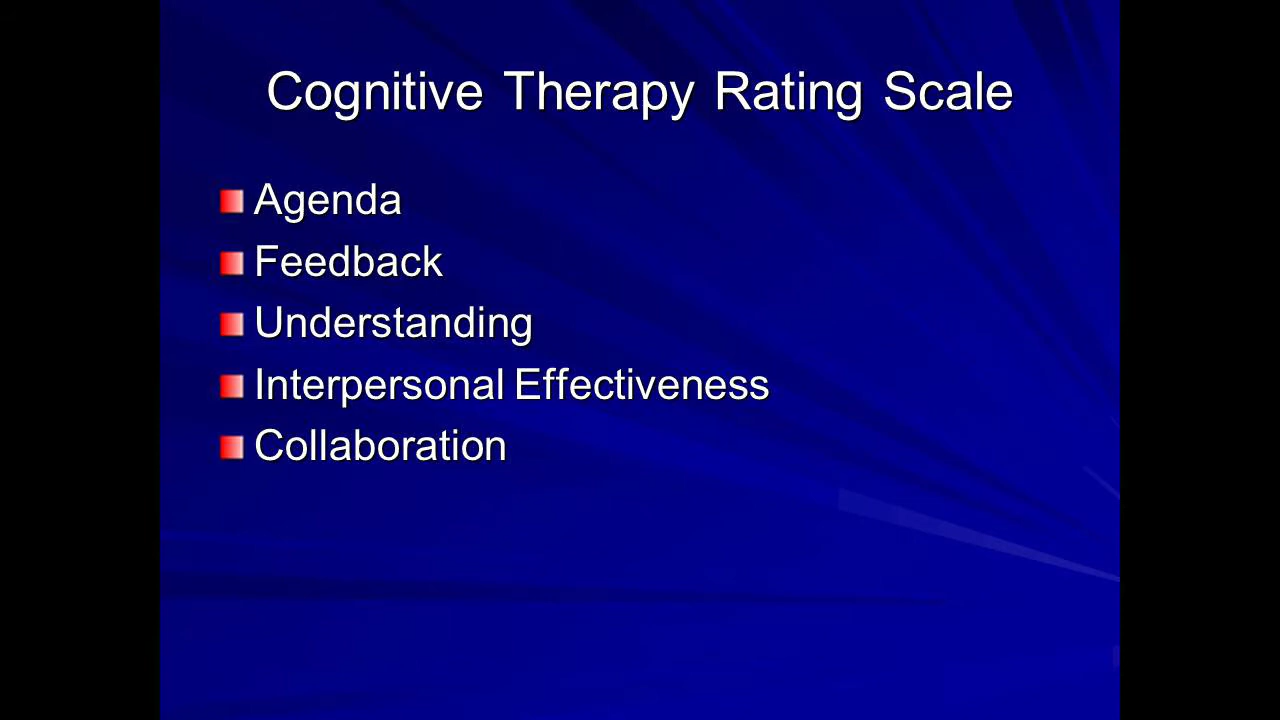 Cognitive Therapy Rating Scale
Agenda
Feedback
Understanding
Interpersonal Effectiveness
Collaboration